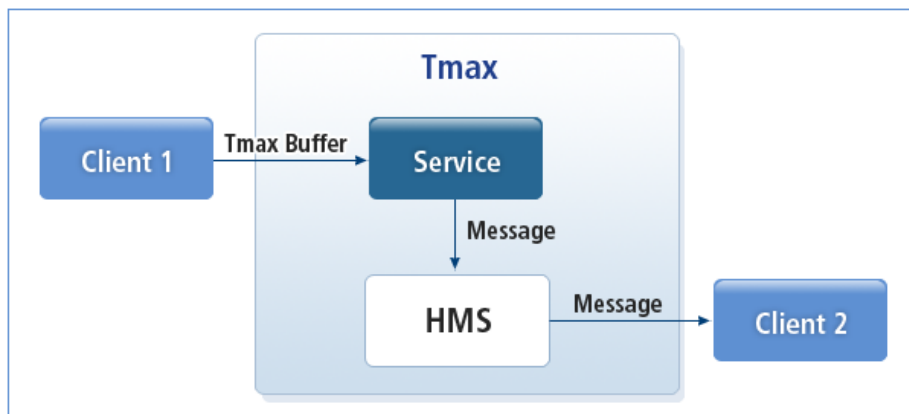 Tmax
Client 1
Tmax Buffer
Service
Message
HMS
Message
Client 2